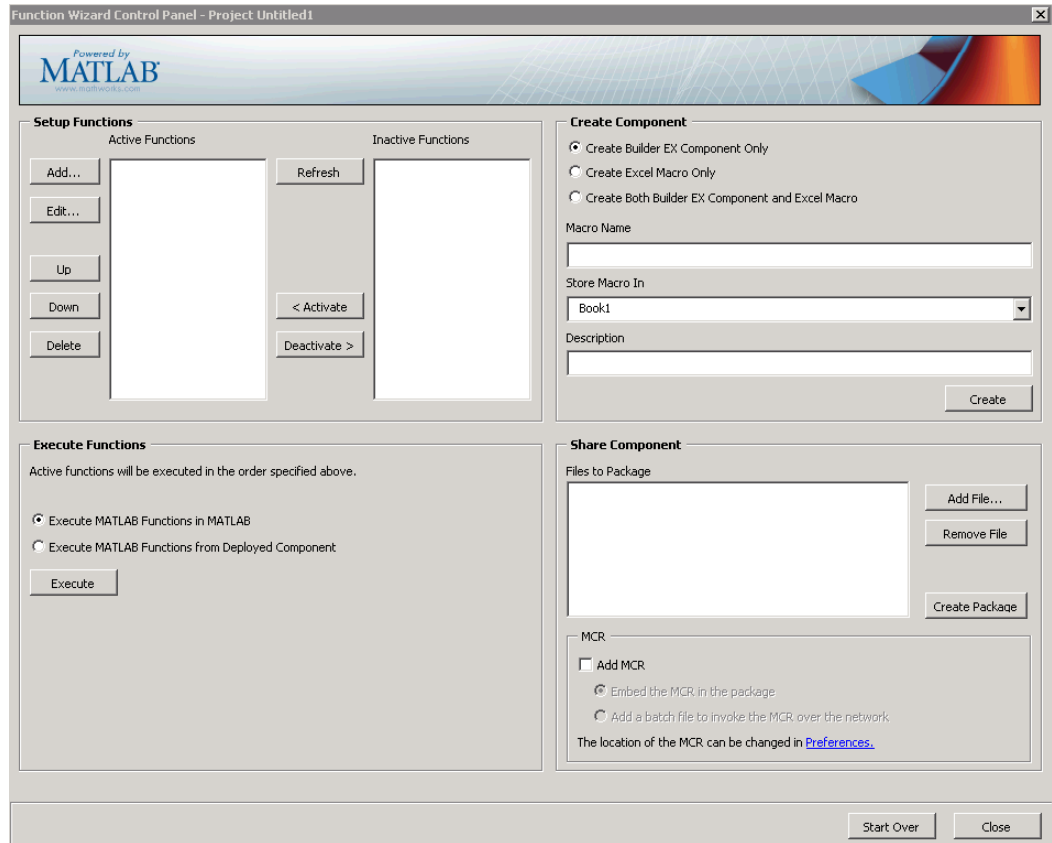 Function Wizard Control Panel - Project Untitled1
Powered by
MATLAB®
www.mathworks.com
Setup Functions
Active Functions
Inactive Functions
Add...
Edit...
Up
Down
Delete
Refresh
< Activate
Deactivate >
Create Component
Create Builder EX Component Only
Create Excel Macro Only
Create Both Builder EX Component and Excel Macro
Macro Name
Store Macro In
Book1
Description
Create
Execute Functions
Active functions will be executed in the order specified above.
Execute MATLAB Functions in MATLAB
Execute MATLAB Functions from Deployed Component
Execute
Share Component
Files to Package
Add File...
Remove File
Create Package
MCR
Add MCR
Embed the MCR in the package
Add a batch file to invoke the MCR over the network
The location of the MCR can be changed in Preferences.
Start Over
Close